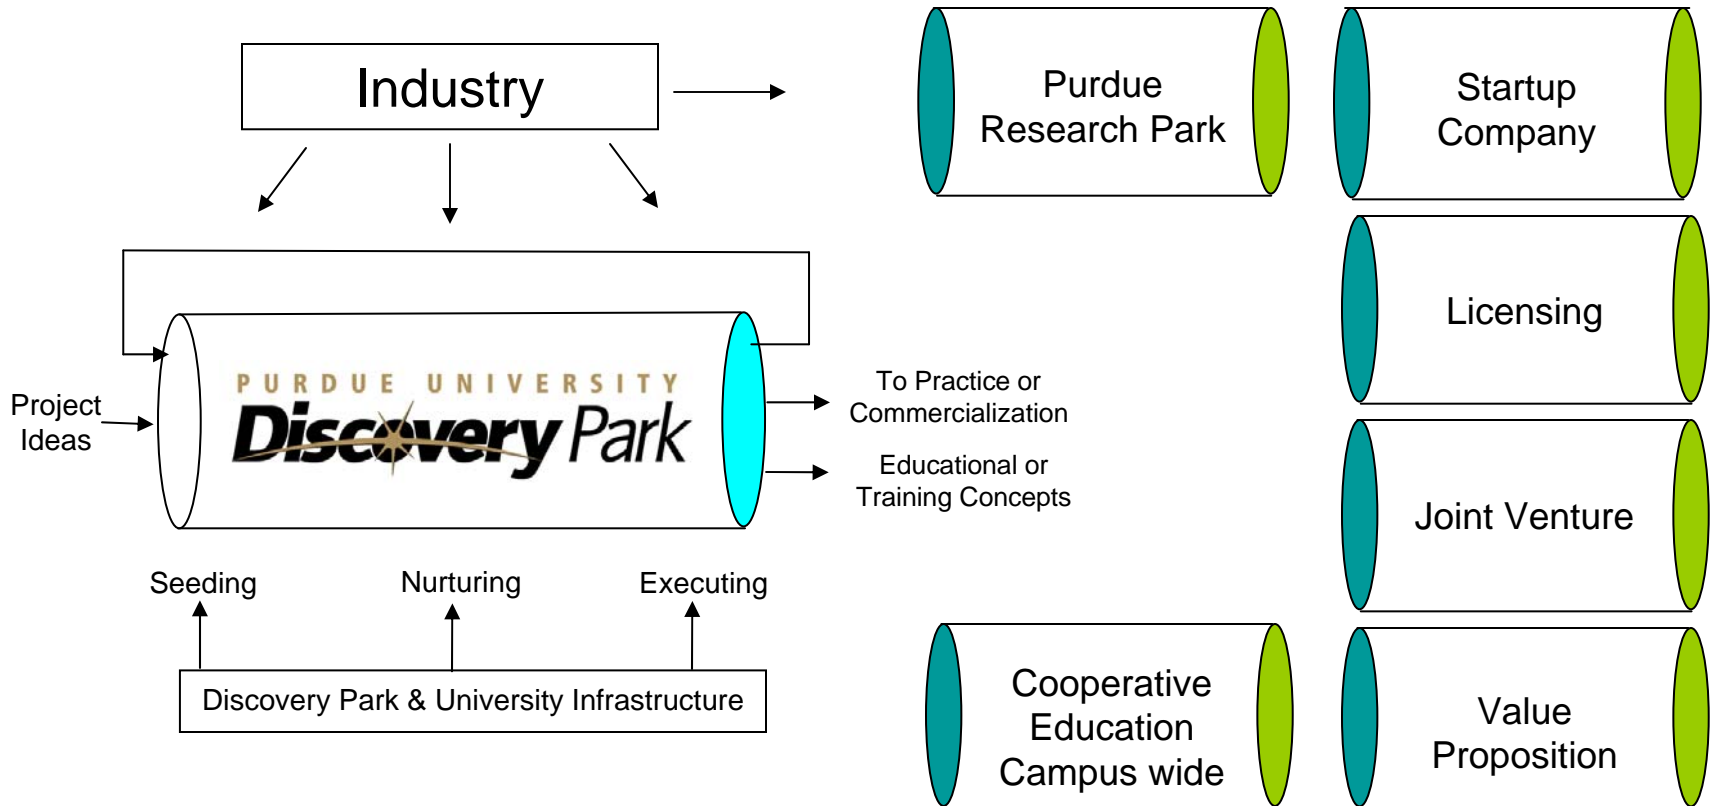 Industry
Purdue
Research Park
Startup
Company
Licensing
Project
Ideas
PURDUE UNIVERSITY
Discovery Park
To Practice or
Commercialization
Educational or
Training Concepts
Joint Venture
Seeding
Nurturing
Executing
Discovery Park & University Infrastructure
Cooperative
Education
Campus wide
Value
Proposition